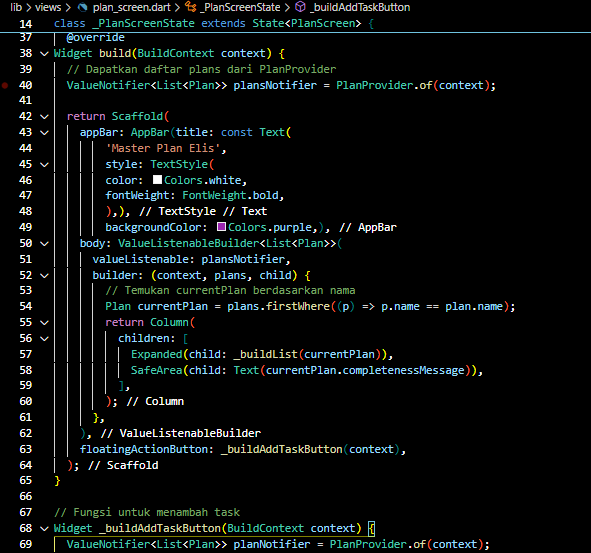 lib > views > plan_screen.dart > _PlanScreenState > _buildAddTaskButton
14 class _PlanScreenState extends State<PlanScreen> {
37 @override
38 Widget build(BuildContext context) {
39 // Dapatkan daftar plans dari PlanProvider
40 ValueNotifier<List<Plan>> plansNotifier = PlanProvider.of(context);
41
42 return Scaffold(
43 appBar: AppBar(title: const Text(
44 'Master Plan Elis',
45 style: TextStyle(
46 color: Colors.white,
47 fontWeight: FontWeight.bold,
48 ),), // TextStyle // Text
49 backgroundColor: Colors.purple,), // AppBar
50 body: ValueListenableBuilder<List<Plan>>(
51 valueListenable: plansNotifier,
52 builder: (context, plans, child) {
53 // Temukan currentPlan berdasarkan nama
54 Plan currentPlan = plans.firstWhere((p) => p.name == plan.name);
55 return Column(
56 children: [
57 Expanded(child: _buildList(currentPlan)),
58 SafeArea(child: Text(currentPlan.completenessMessage)),
59 ],
60 ); // Column
61 },
62 ), // ValueListenableBuilder
63 floatingActionButton: _buildAddTaskButton(context),
64 ); // Scaffold
65 }
66
67 // Fungsi untuk menambah task
68 Widget _buildAddTaskButton(BuildContext context) {
69 ValueNotifier<List<Plan>> planNotifier = PlanProvider.of(context);